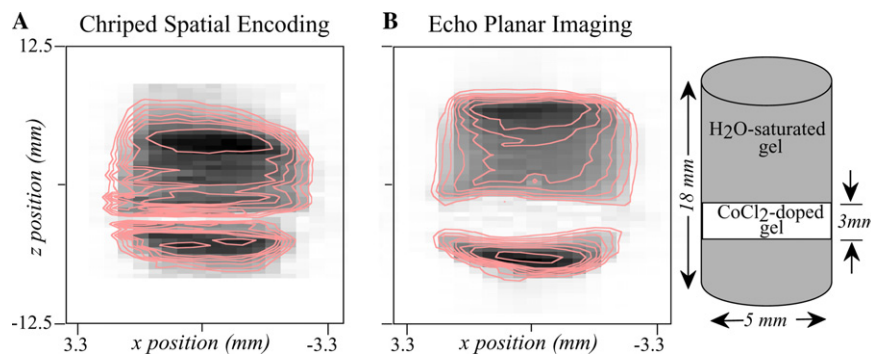 A Chriped Spatial Encoding
B Echo Planar Imaging
12.5
z position (mm)
-12.5
3.3
x position (mm)
-3.3
3.3
x position (mm)
-3.3
H2O-saturated
gel
18 mm
CoCl2-doped
gel
3mm
5 mm